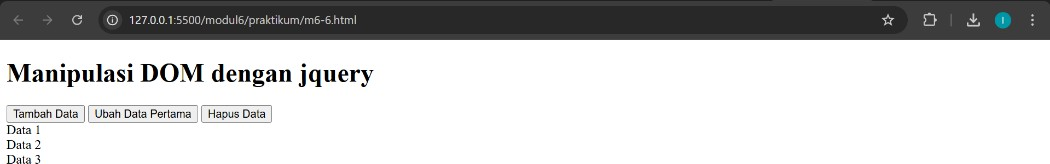 127.0.0.1:5500/modul6/praktikum/m6-6.html
I
Manipulasi DOM dengan jquery
Tambah Data Ubah Data Pertama Hapus Data
Data 1
Data 2
Data 3